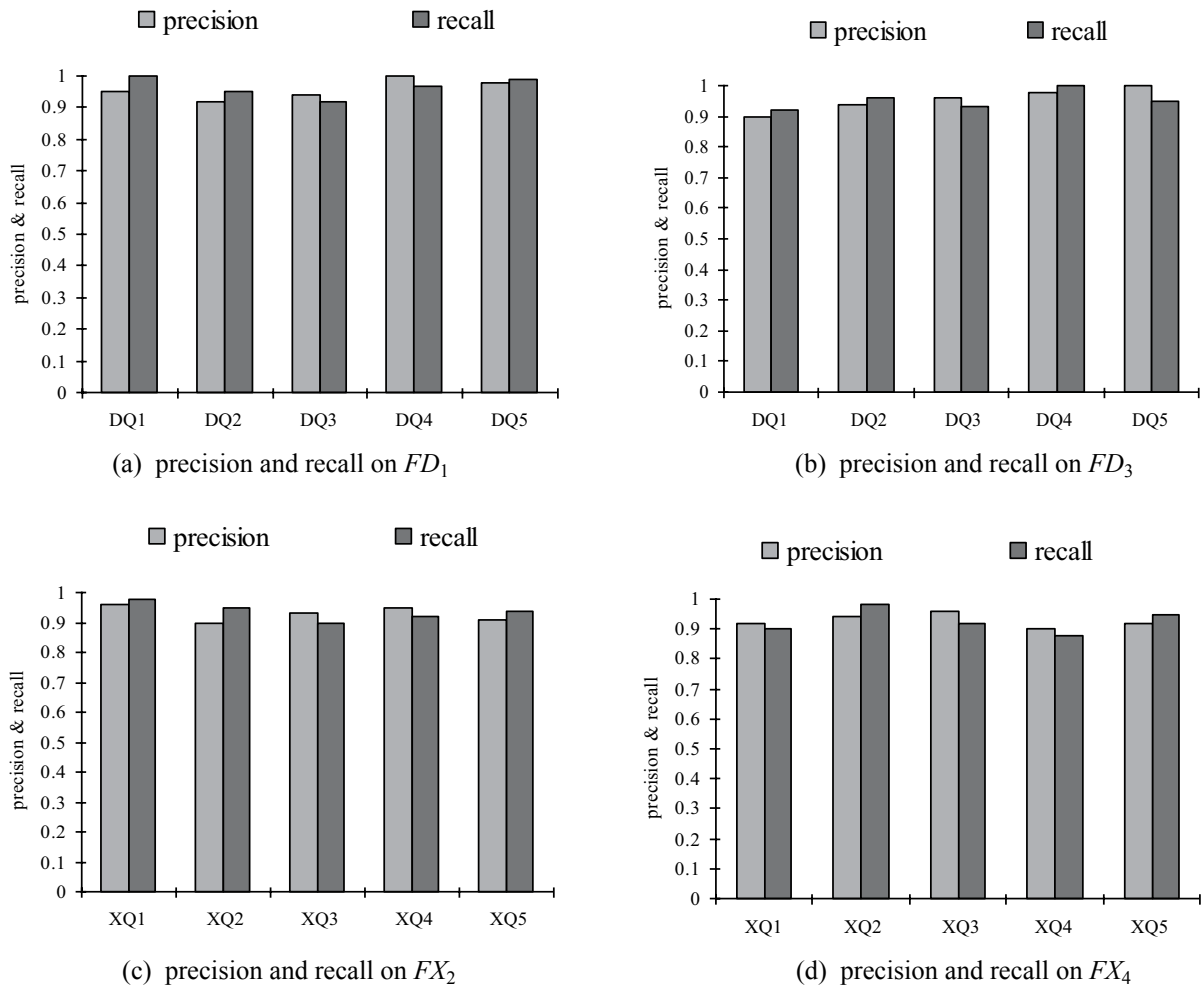 precision recall
1
0.9
0.8
0.7
0.6
0.5
0.4
0.3
0.2
0.1
0
precision & recall
DQ1 DQ2 DQ3 DQ4 DQ5
(a) precision and recall on FD1
precision recall
1
0.9
0.8
0.7
0.6
0.5
0.4
0.3
0.2
0.1
0
precision & recall
DQ1 DQ2 DQ3 DQ4 DQ5
(b) precision and recall on FD3
precision recall
1
0.9
0.8
0.7
0.6
0.5
0.4
0.3
0.2
0.1
0
precision & recall
XQ1 XQ2 XQ3 XQ4 XQ5
(c) precision and recall on FX2
precision recall
1
0.9
0.8
0.7
0.6
0.5
0.4
0.3
0.2
0.1
0
precision & recall
XQ1 XQ2 XQ3 XQ4 XQ5
(d) precision and recall on FX4